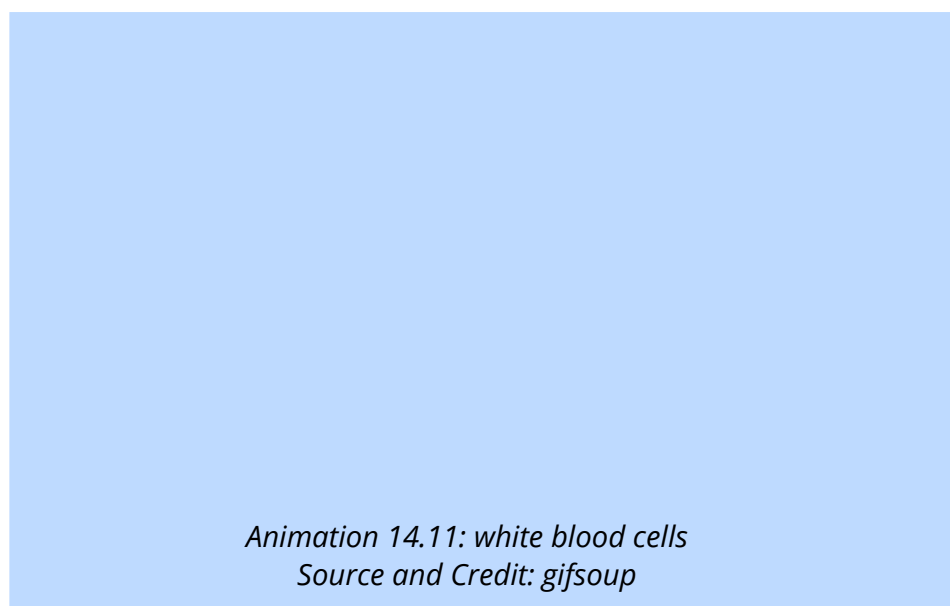 Animation 14.11: white blood cells
Source and Credit: gifsoup